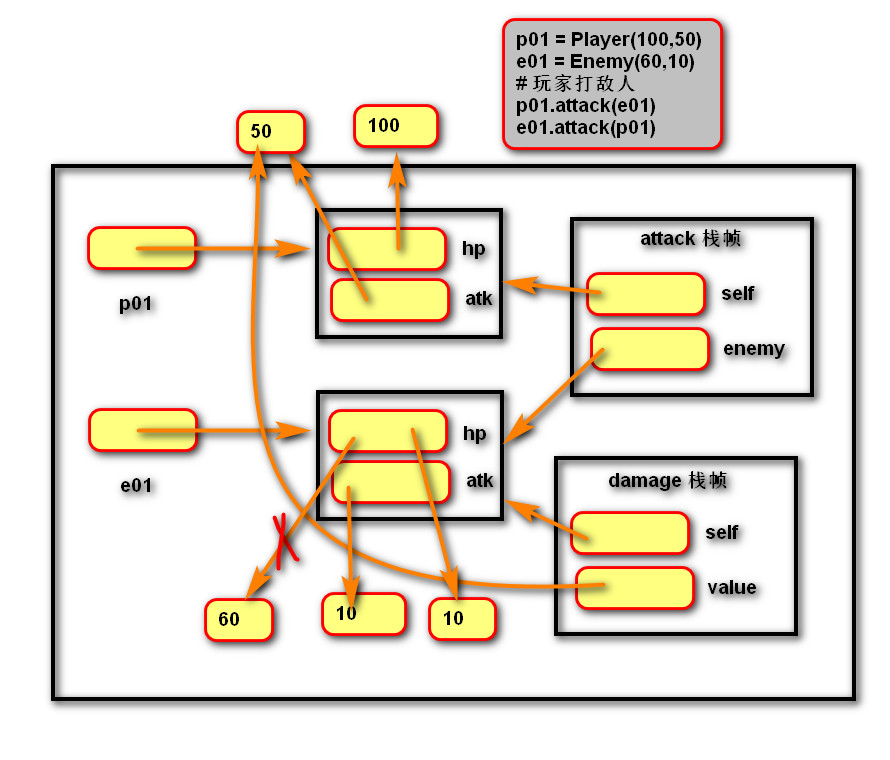 p01 = Player(100,50)
e01 = Enemy(60,10)
# 玩家打敌人
p01.attack(e01)
e01.attack(p01)
50
100
p01
hp
atk
attack 栈帧
self
enemy
e01
hp
atk
damage 栈帧
self
value
60
10
10